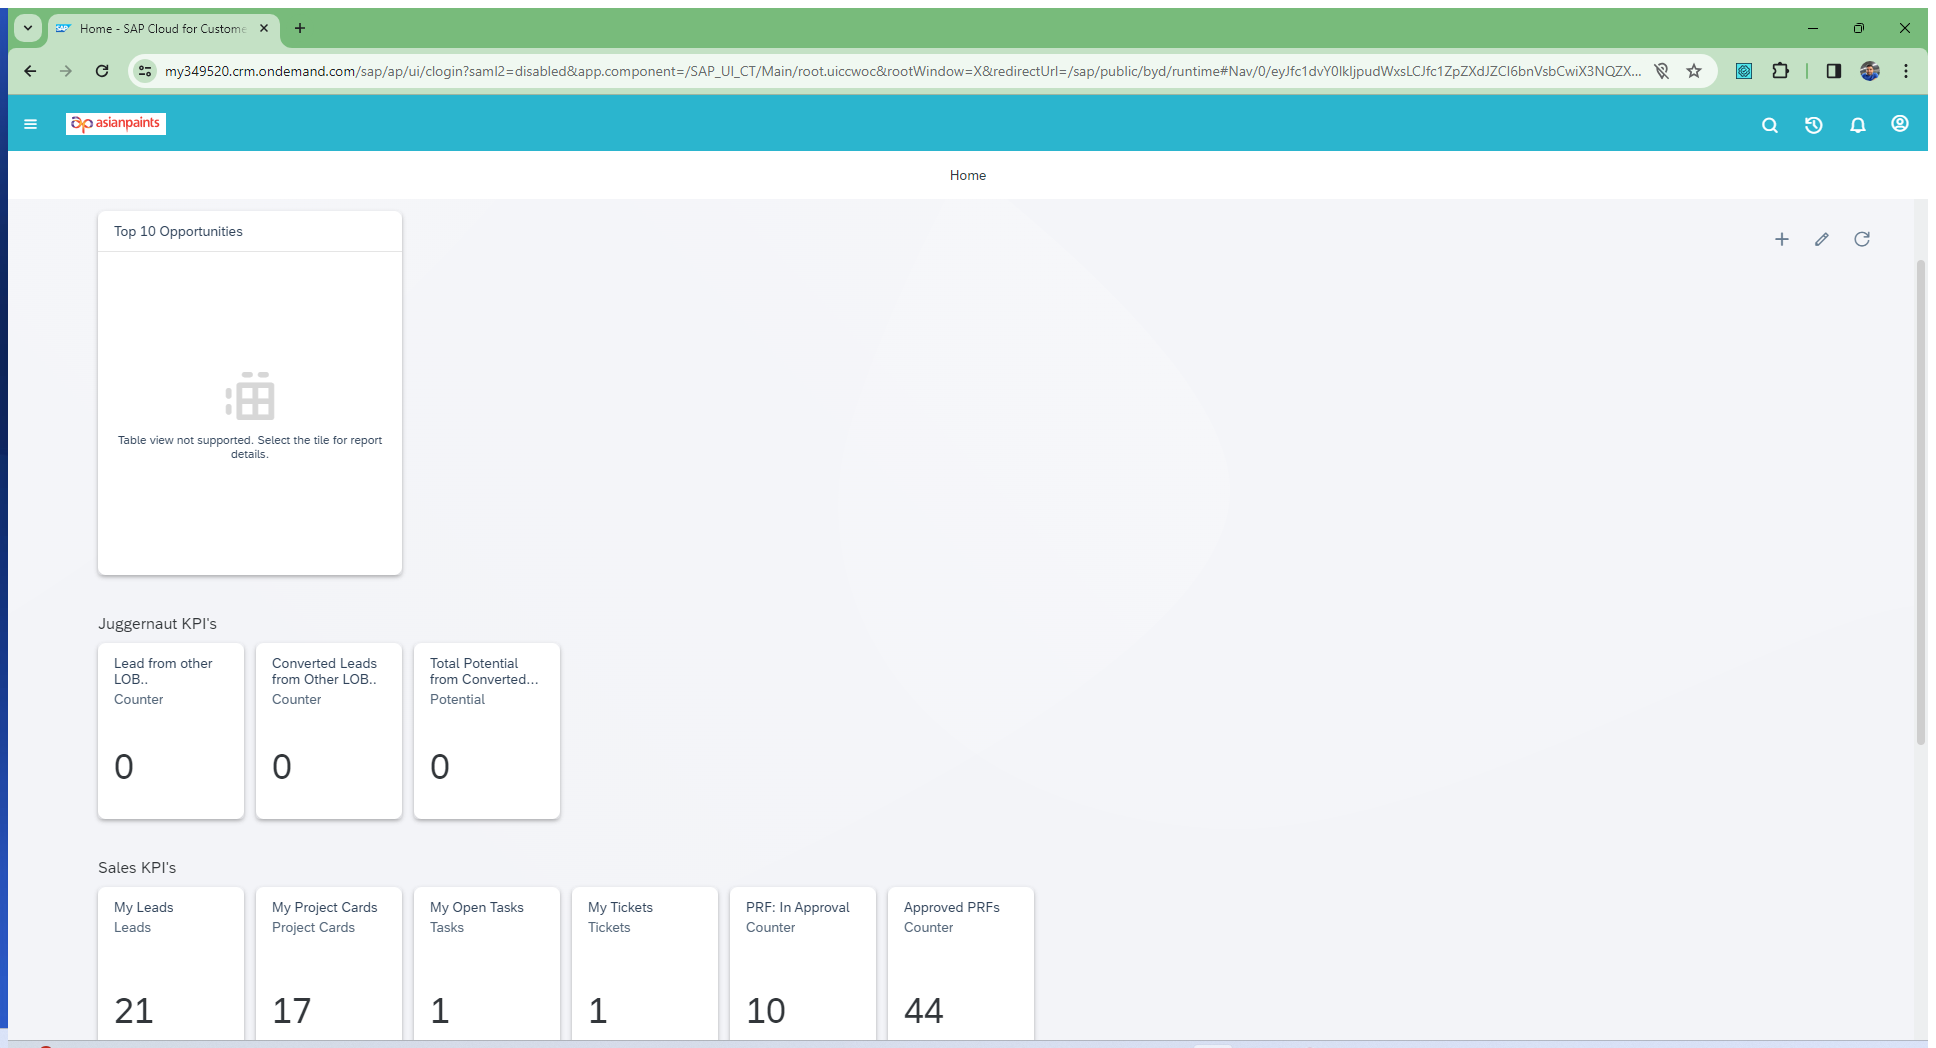 Home - SAP Cloud for Custome
my349520.crm.ondemand.com/sap/ap/ui/clogin?saml2=disabled&app.component=/SAP_UI_CT/Main/root.uiccwoc&rootWindow=X&redirectUrl=/sap/public/byd/runtime#Nav/0/eyJfc1dvY0lkIjpudWxsLCJfc1ZpZXdJZCI6bnVsbCwiX3NQZX...
asianpaints
Home
Top 10 Opportunities
Table view not supported. Select the tile for report
details.
Juggernaut KPI's
Lead from other
LOB..
Counter
0
Converted Leads
from Other LOB..
Counter
0
Total Potential
from Converted...
Potential
0
Sales KPI's
My Leads
Leads
21
My Project Cards
Project Cards
17
My Open Tasks
Tasks
1
My Tickets
Tickets
1
PRF: In Approval
Counter
10
Approved PRFs
Counter
44